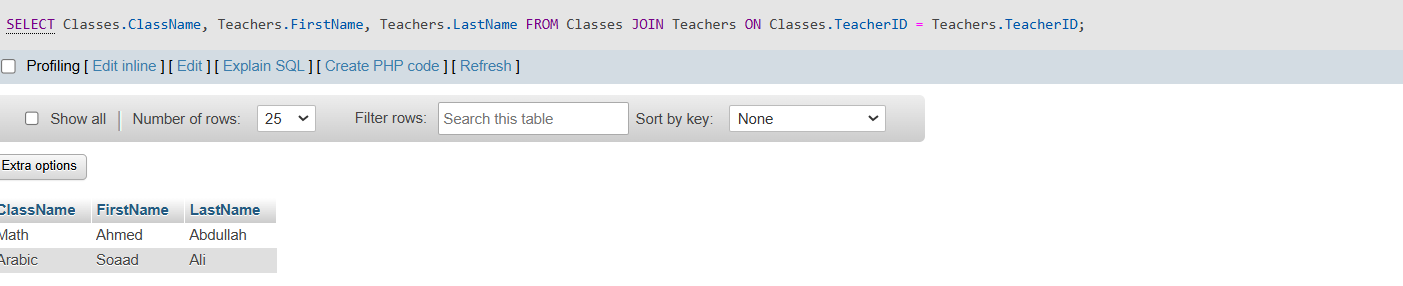 SELECT Classes.ClassName, Teachers.FirstName, Teachers.LastName FROM Classes JOIN Teachers ON Classes.TeacherID = Teachers.TeacherID;
Profiling [ Edit inline ] [ Edit ] [ Explain SQL ] [ Create PHP code ] [ Refresh ]
Show all Number of rows: 25 Filter rows: Search this table Sort by key: None
Extra options
ClassName FirstName LastName
Math Ahmed Abdullah
Arabic Soaad Ali